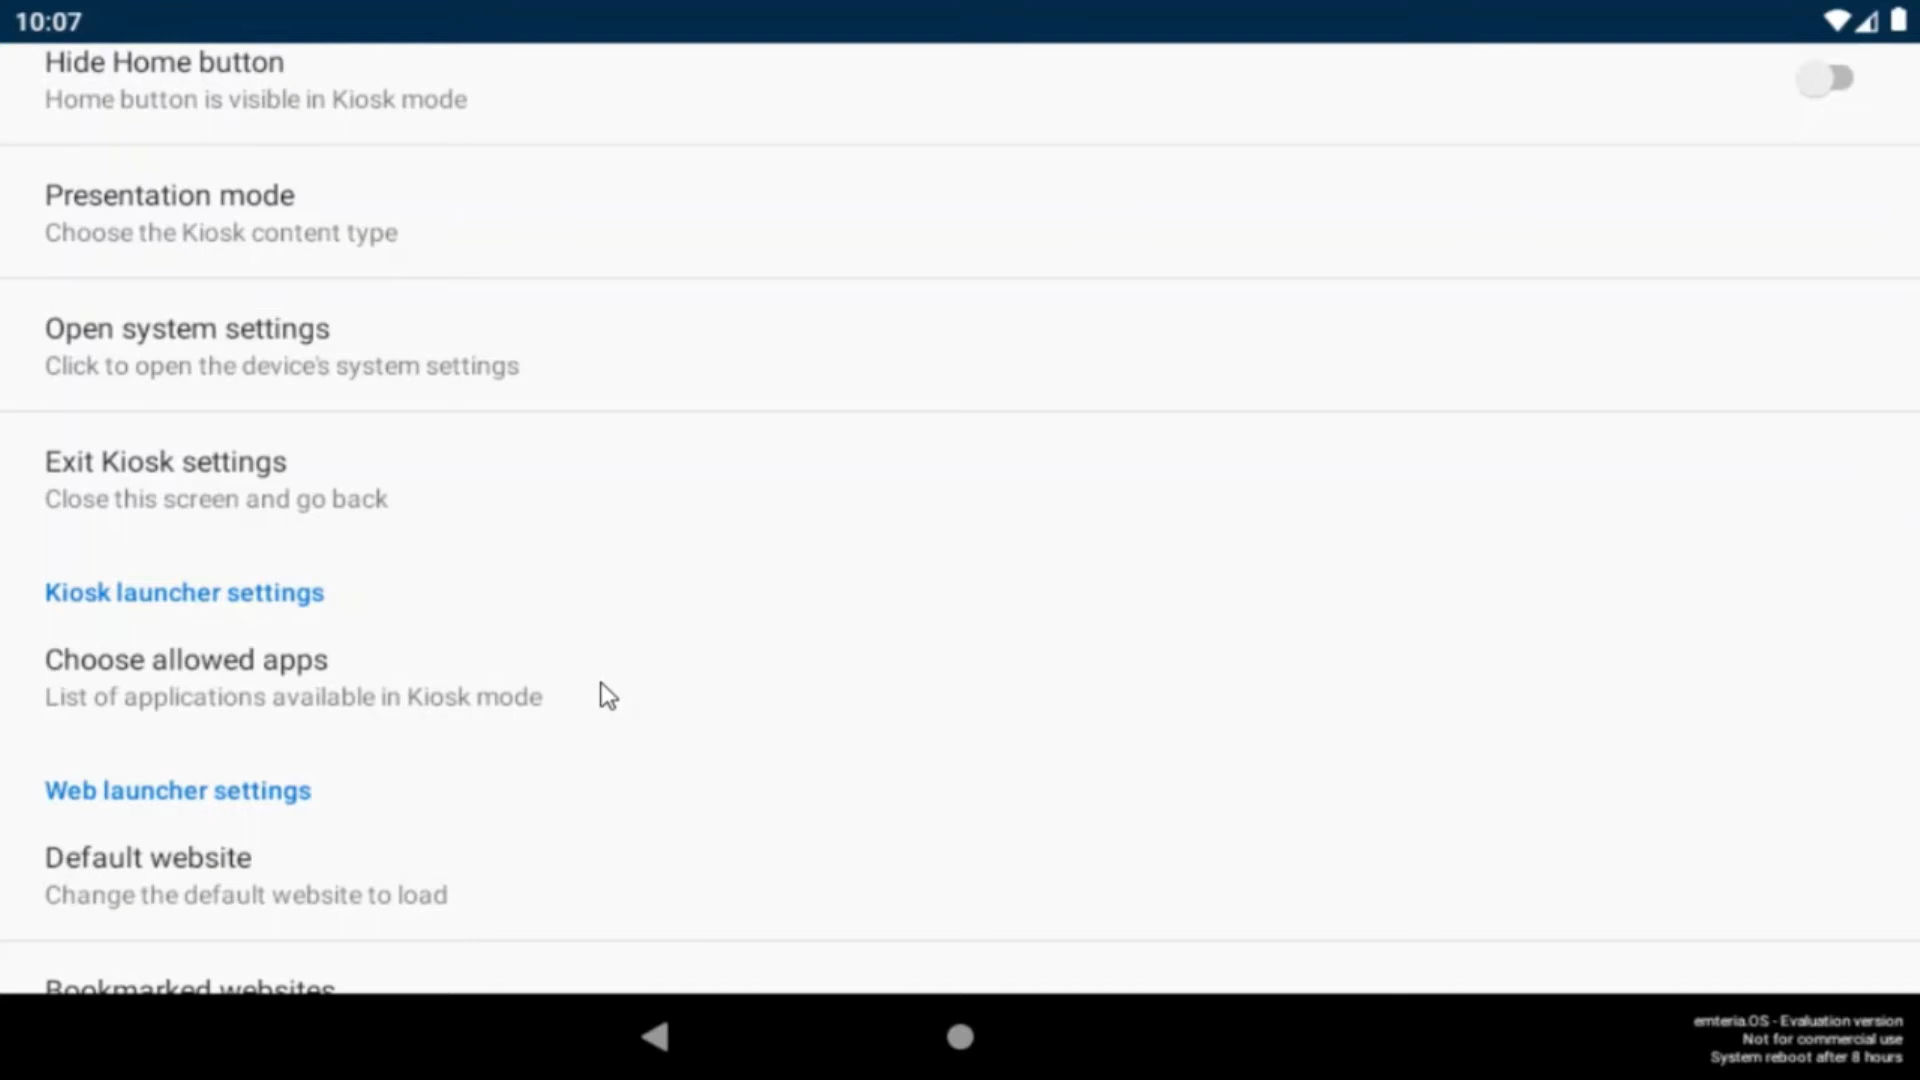 10:07
Hide Home button
Home button is visible in Kiosk mode
Presentation mode
Choose the Kiosk content type
Open system settings
Click to open the device's system settings
Exit Kiosk settings
Close this screen and go back
Kiosk launcher settings
Choose allowed apps
List of applications available in Kiosk mode
Web launcher settings
Default website
Change the default website to load
Bookmarked websites
emteria.OS - Evaluation version
Not for commercial use
System reboot after 8 hours